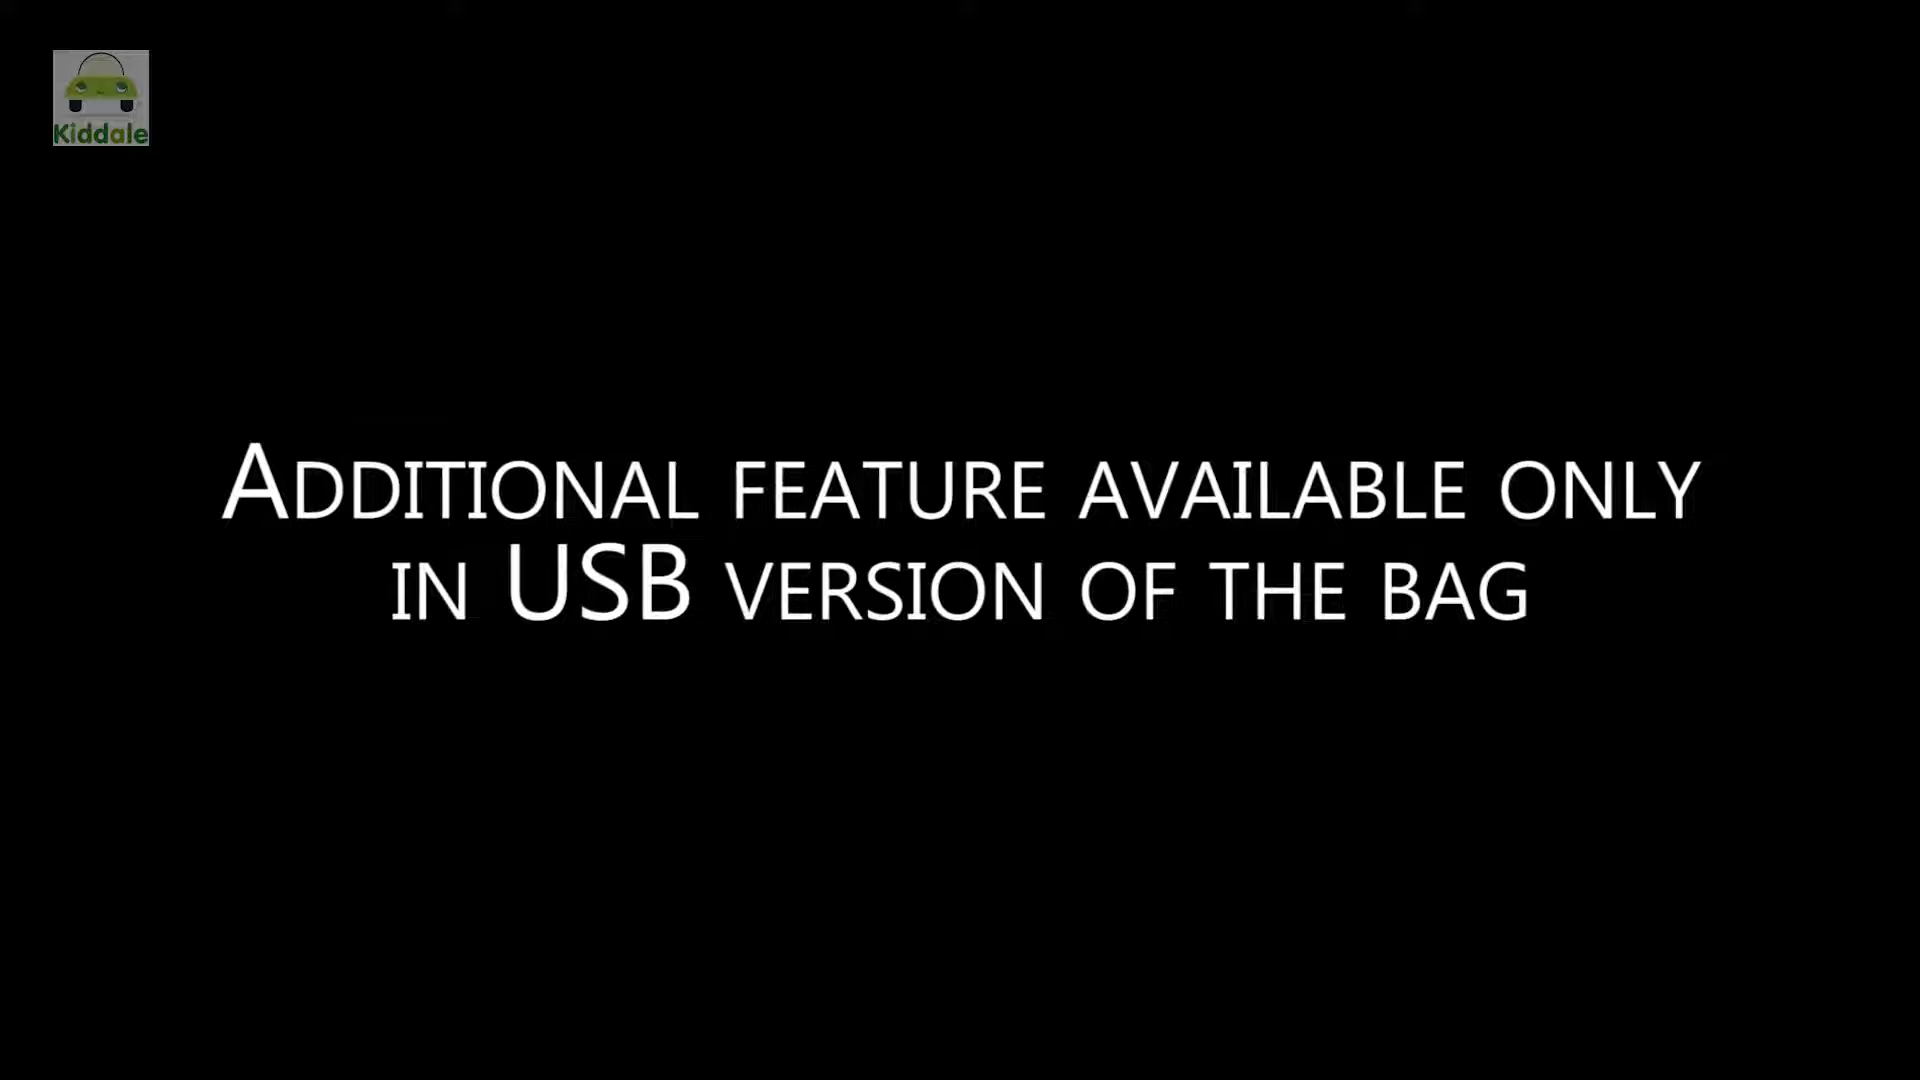 Kiddale
Additional feature available only
in USB version of the bag